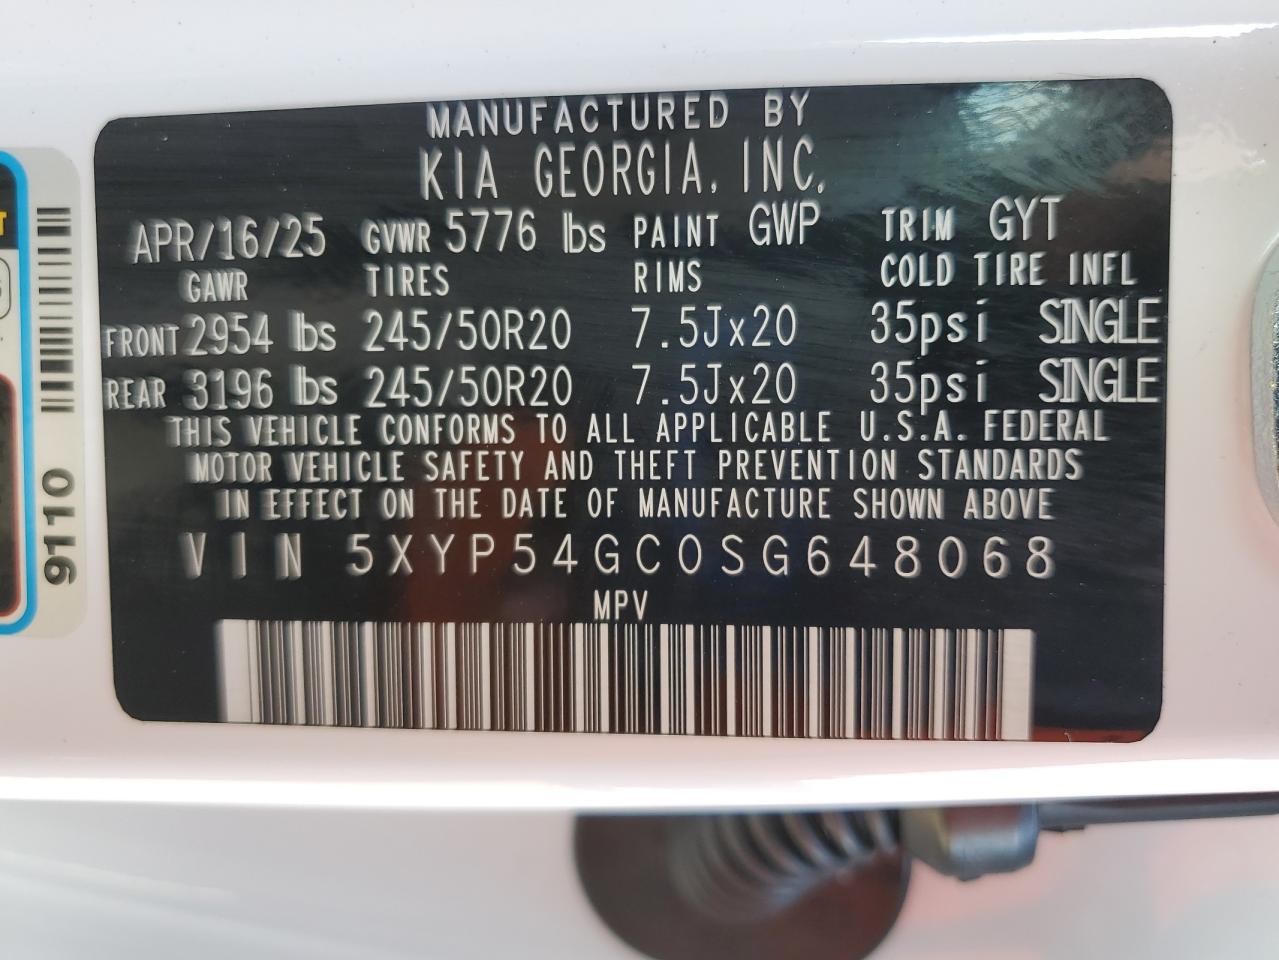 MANUFACTURED BY
KIA GEORGIA, INC.
APR/16/25 GVWR 5776 lbs PAINT GWP TRIM GYT
GAWR TIRES RIMS COLD TIRE INFL
FRONT 2954 lbs 245/50R20 7.5Jx20 35psi SINGLE
REAR 3196 lbs 245/50R20 7.5Jx20 35psi SINGLE
THIS VEHICLE CONFORMS TO ALL APPLICABLE U.S.A. FEDERAL
MOTOR VEHICLE SAFETY AND THEFT PREVENTION STANDARDS
IN EFFECT ON THE DATE OF MANUFACTURE SHOWN ABOVE
VIN 5XYP54GC0SG648068
MPV
9110